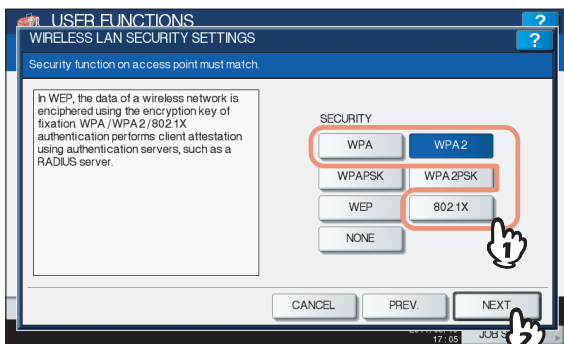 USER FUNCTIONS
?
WIRELESS LAN SECURITY SETTINGS
?
Security function on access point must match.
In WEP, the data of a wireless network is
enciphered using the encryption key of
fixation. WPA/WPA2/802.1X
authentication performs client attestation
using authentication servers, such as a
RADIUS server.
SECURITY
WPA
WPA2
WPAPSK
WPA2PSK
WEP
802.1X
NONE
1
CANCEL
PREV.
NEXT
2
17:05
JOB